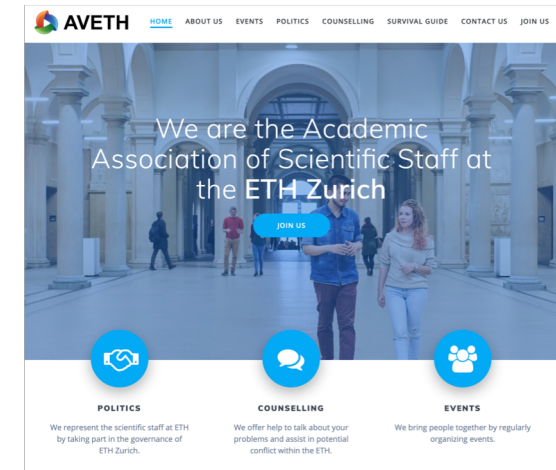 AVETH
HOME ABOUT US EVENTS POLITICS COUNSELLING SURVIVAL GUIDE CONTACT US JOIN US
We are the Academic
Association of Scientific Staff at
the ETH Zurich
JOIN US
POLITICS
We represent the scientific staff at ETH
by taking part in the governance of
ETH Zurich.
COUNSELLING
We offer help to talk about your
problems and assist in potential
conflict within the ETH.
EVENTS
We bring people together by regularly
organizing events.